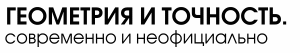 ГЕОМЕТРИЯ И ТОЧНОСТЬ.
современно и неофициально